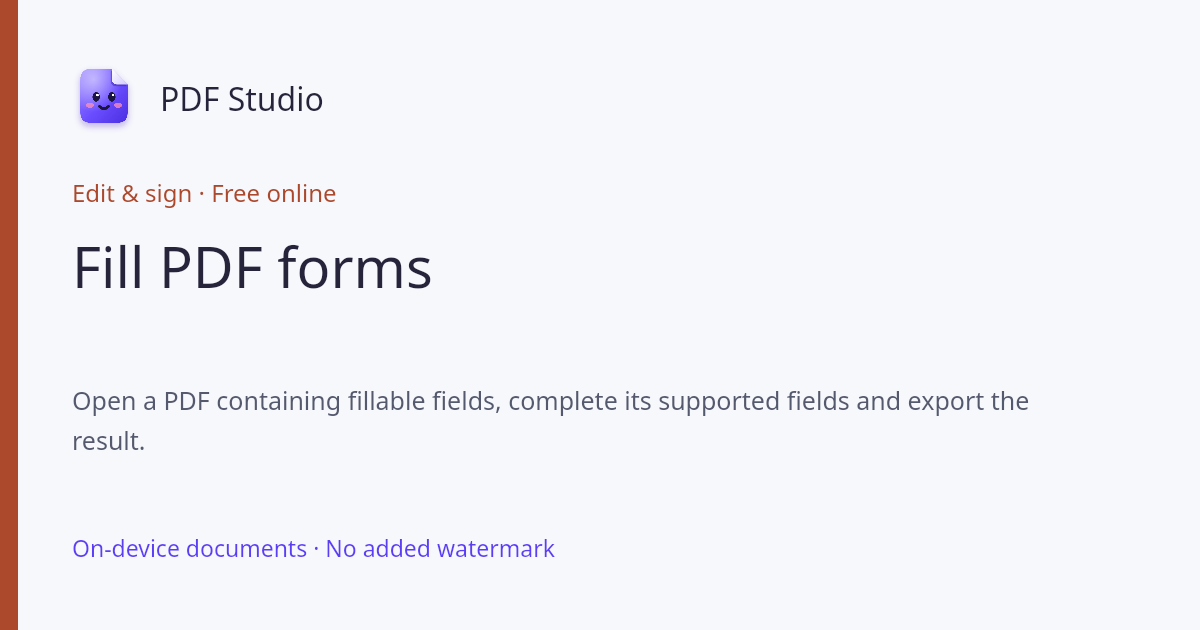 PDF Studio
Edit & sign · Free online
Fill PDF forms
Open a PDF containing fillable fields, complete its supported fields and export the
result.
On-device documents · No added watermark